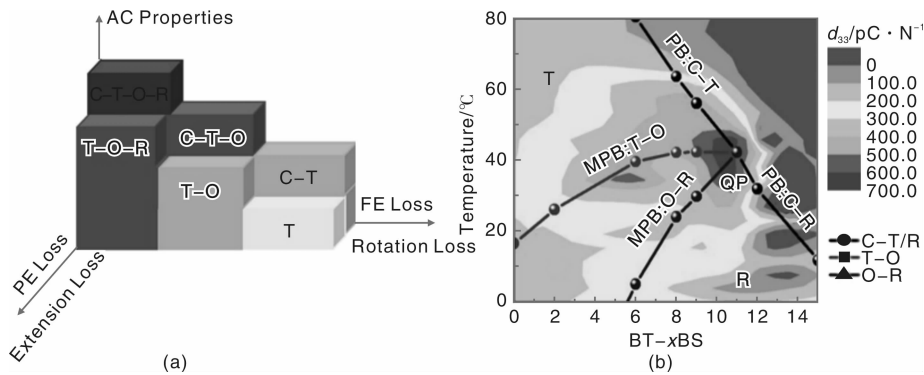 (a)
AC Properties
C-T-O-R
T-O-R
C-T-O
T-O
C-T
T
FE Loss
Rotation Loss
PE Loss
Extension Loss
(b)
Temperature/℃
80
60
40
20
0
T
PB:C-T
MPB:T-O
MPB:O-R
QP
PB:C-R
R
0 2 4 6 8 10 12 14
BT-xBS
d₃₃/pC·N⁻¹
0
100.0
200.0
300.0
400.0
500.0
600.0
700.0
C-T/R
T-O
O-R